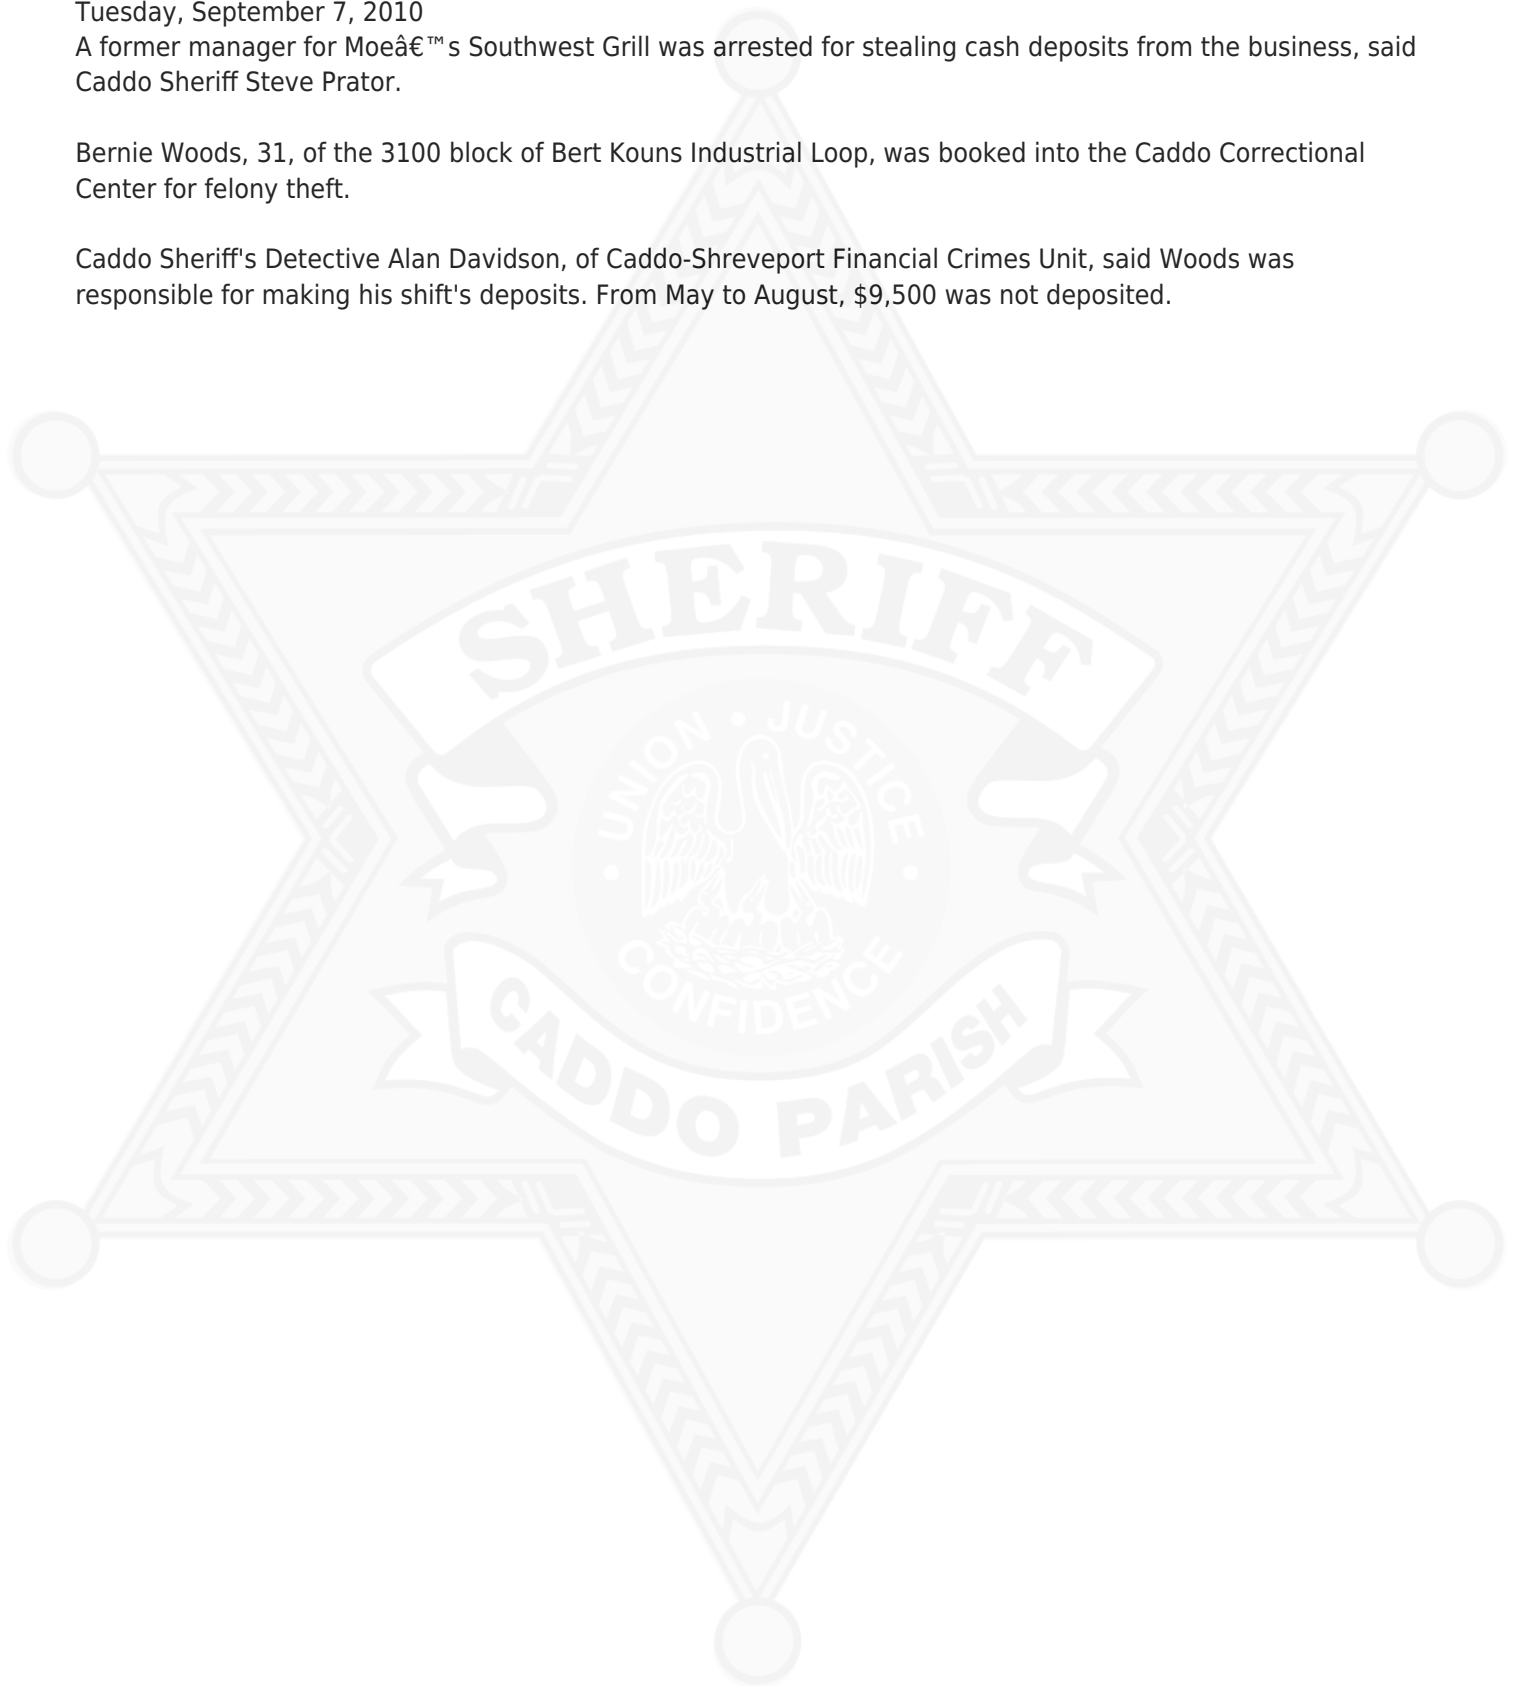 Tuesday, September 7, 2010
A former manager for Moeâ€™s Southwest Grill was arrested for stealing cash deposits from the business, said
Caddo Sheriff Steve Prator.
Bernie Woods, 31, of the 3100 block of Bert Kouns Industrial Loop, was booked into the Caddo Correctional
Center for felony theft.
Caddo Sheriff's Detective Alan Davidson, of Caddo-Shreveport Financial Crimes Unit, said Woods was
responsible for making his shift's deposits. From May to August, $9,500 was not deposited.
SHERIFF
UNION • JUSTICE
• CONFIDENCE •
CADDO PARISH